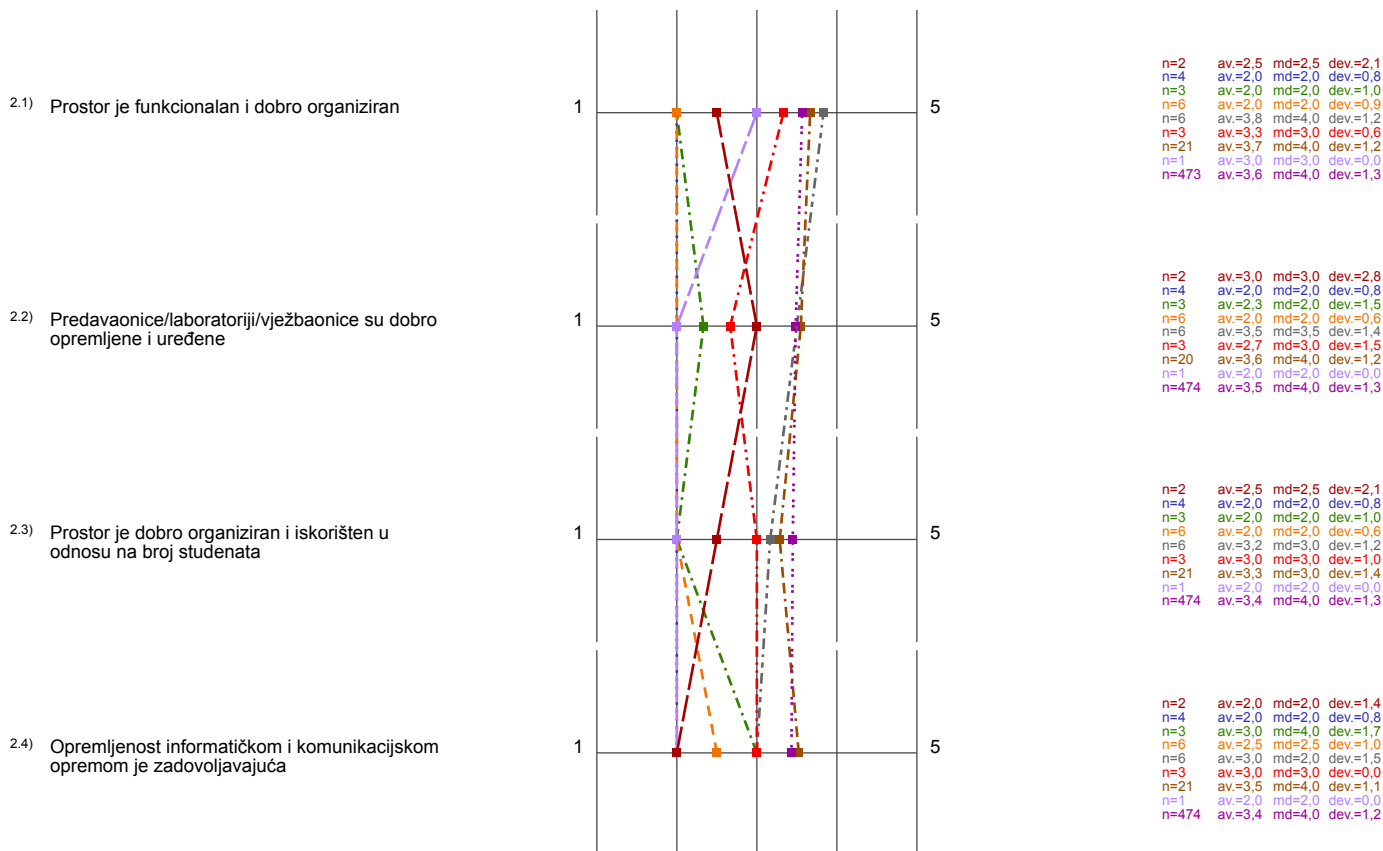 2.1) Prostor je funkcionalan i dobro organiziran
1 5
n=2 av.=2,5 md=2,5 dev.=2,1
n=4 av.=2,0 md=2,0 dev.=0,8
n=3 av.=2,0 md=2,0 dev.=1,0
n=6 av.=2,0 md=2,0 dev.=0,9
n=6 av.=3,8 md=4,0 dev.=1,2
n=3 av.=3,3 md=3,0 dev.=0,6
n=21 av.=3,7 md=4,0 dev.=1,2
n=1 av.=3,0 md=3,0 dev.=0,0
n=473 av.=3,6 md=4,0 dev.=1,3
2.2) Predavaonice/laboratoriji/vježbaonice su dobro
opremljene i uređene
1 5
n=2 av.=3,0 md=3,0 dev.=2,8
n=4 av.=2,0 md=2,0 dev.=0,8
n=3 av.=2,3 md=2,0 dev.=1,5
n=6 av.=2,0 md=2,0 dev.=0,6
n=6 av.=3,5 md=3,5 dev.=1,4
n=3 av.=2,7 md=3,0 dev.=1,5
n=20 av.=3,6 md=4,0 dev.=1,2
n=1 av.=2,0 md=2,0 dev.=0,0
n=474 av.=3,5 md=4,0 dev.=1,3
2.3) Prostor je dobro organiziran i iskorišten u
odnosu na broj studenata
1 5
n=2 av.=2,5 md=2,5 dev.=2,1
n=4 av.=2,0 md=2,0 dev.=0,8
n=3 av.=2,0 md=2,0 dev.=1,0
n=6 av.=2,0 md=2,0 dev.=0,6
n=6 av.=3,2 md=3,0 dev.=1,2
n=3 av.=3,0 md=3,0 dev.=1,0
n=21 av.=3,3 md=3,0 dev.=1,4
n=1 av.=2,0 md=2,0 dev.=0,0
n=474 av.=3,4 md=4,0 dev.=1,3
2.4) Opremljenost informatičkom i komunikacijskom
opremom je zadovoljavajuća
1 5
n=2 av.=2,0 md=2,0 dev.=1,4
n=4 av.=2,0 md=2,0 dev.=0,8
n=3 av.=3,0 md=4,0 dev.=1,7
n=6 av.=2,5 md=2,5 dev.=1,0
n=6 av.=3,0 md=2,0 dev.=1,5
n=3 av.=3,0 md=3,0 dev.=0,0
n=21 av.=3,5 md=4,0 dev.=1,1
n=1 av.=2,0 md=2,0 dev.=0,0
n=474 av.=3,4 md=4,0 dev.=1,2